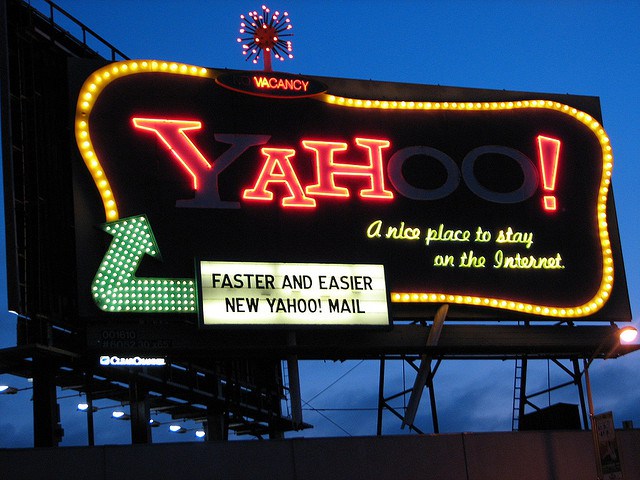 VACANCY
YAHOO!
A nice place to stay
on the Internet.
FASTER AND EASIER
NEW YAHOO! MAIL